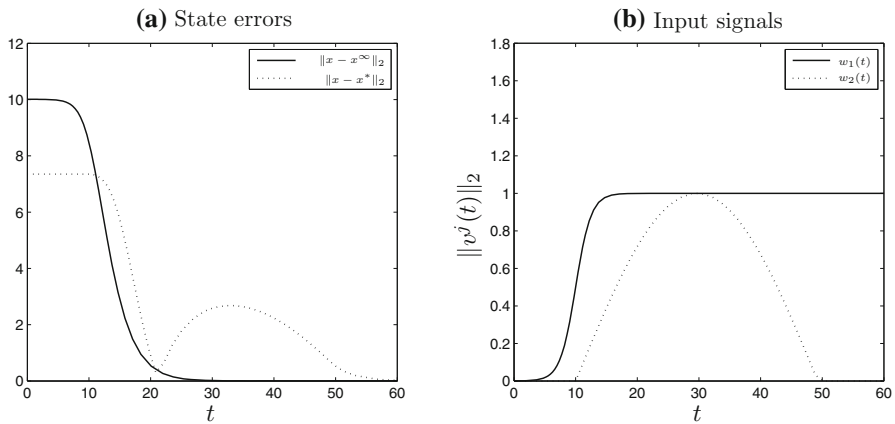 (a) State errors
12
10
8
6
4
2
0
0 10 20 30 40 50 60
t
‖x − x^∞‖₂
‖x − x*‖₂
(b) Input signals
1.8
1.6
1.4
1.2
1
0.8
0.6
0.4
0.2
0
0 10 20 30 40 50 60
t
‖v^j(t)‖₂
w₁(t)
w₂(t)